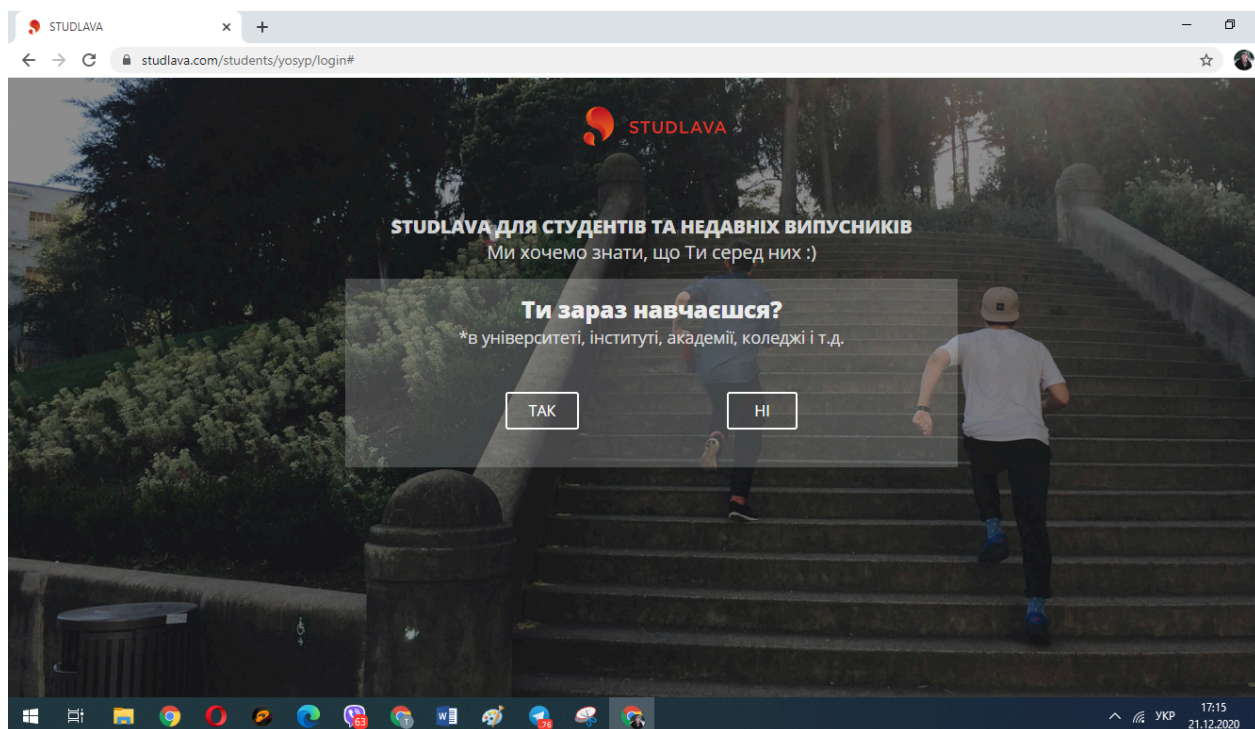 STUDLAVA
studlava.com/students/yosyp/login#
STUDLAVA
STUDLAVA ДЛЯ СТУДЕНТІВ ТА НЕДАВНІХ ВИПУСКНИКІВ
Ми хочемо знати, що Ти серед них :)
Ти зараз навчаєшся?
*в університеті, інституті, академії, коледжі і т.д.
ТАК
НІ
63
76
УКР
17:15
21.12.2020